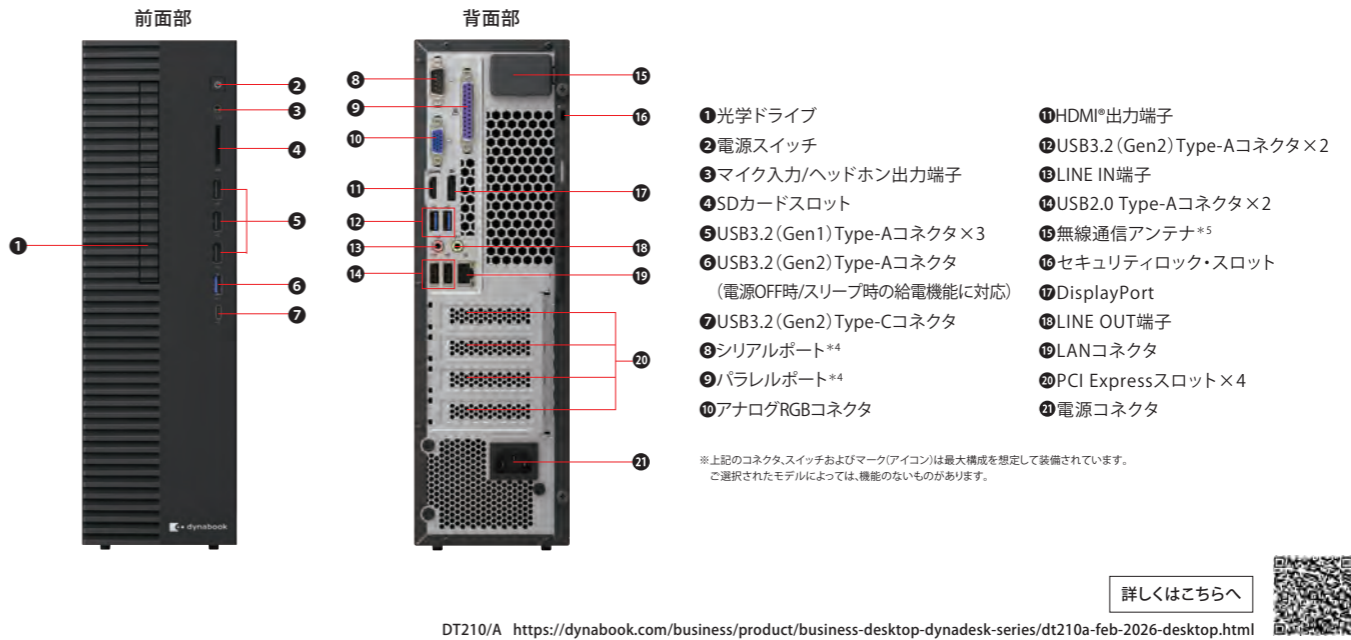 前面部
背面部
❶
❷
❸
❹
❺
❻
❼
❽
❾
❿
⓫
⓬
⓭
⓮
⓯
⓰
⓱
⓲
⓳
⓴
㉑
dynabook
❶光学ドライブ
❷電源スイッチ
❸マイク入力/ヘッドホン出力端子
❹SDカードスロット
❺USB3.2（Gen1）Type-Aコネクタ×3
❻USB3.2（Gen2）Type-Aコネクタ
（電源OFF時/スリープ時の給電機能に対応）
❼USB3.2（Gen2）Type-Cコネクタ
❽シリアルポート*4
❾パラレルポート*4
❿アナログRGBコネクタ
⓫HDMI®出力端子
⓬USB3.2（Gen2）Type-Aコネクタ×2
⓭LINE IN端子
⓮USB2.0 Type-Aコネクタ×2
⓯無線通信アンテナ*5
⓰セキュリティロック・スロット
⓱DisplayPort
⓲LINE OUT端子
⓳LANコネクタ
⓴PCI Expressスロット×4
㉑電源コネクタ
※上記のコネクタ、スイッチおよびマーク(アイコン)は最大構成を想定して装備されています。
ご選択されたモデルによっては、機能のないものがあります。
詳しくはこちらへ
DT210/A https://dynabook.com/business/product/business-desktop-dynadesk-series/dt210a-feb-2026-desktop.html